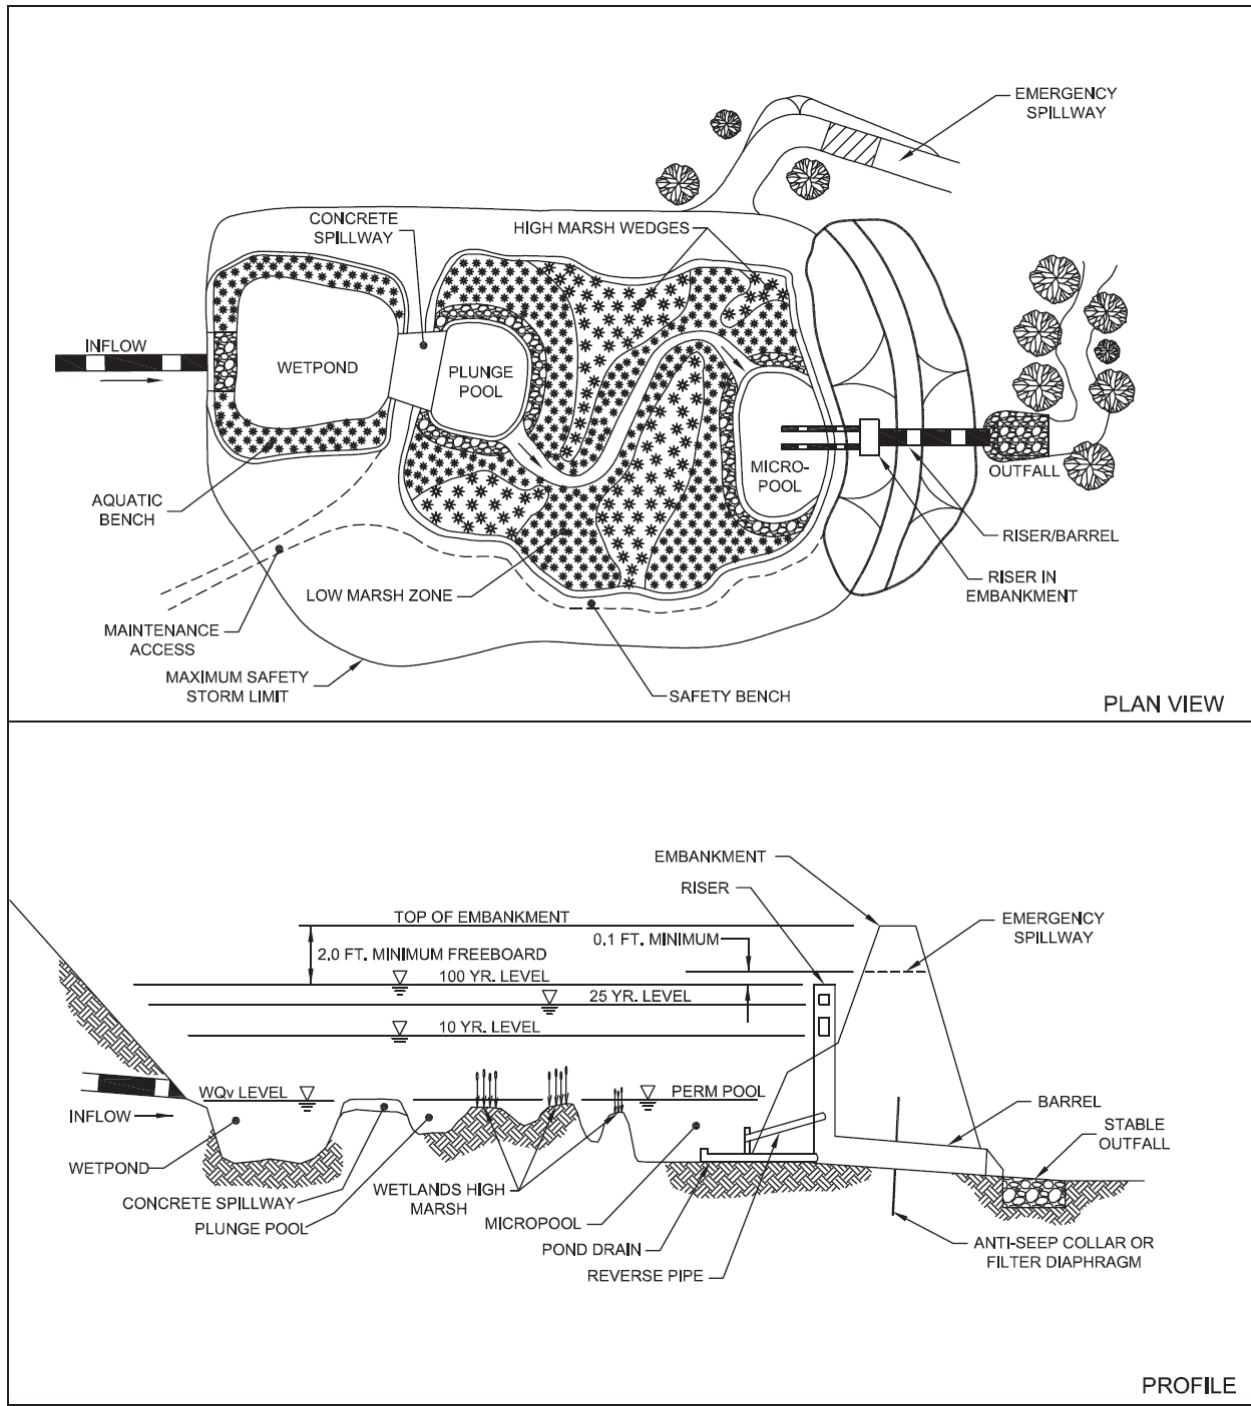 EMERGENCY
SPILLWAY
CONCRETE
SPILLWAY
HIGH MARSH WEDGES
INFLOW
WETPOND
PLUNGE
POOL
MICRO-
POOL
OUTFALL
AQUATIC
BENCH
RISER/BARREL
RISER IN
EMBANKMENT
LOW MARSH ZONE
MAINTENANCE
ACCESS
MAXIMUM SAFETY
STORM LIMIT
SAFETY BENCH
PLAN VIEW
EMBANKMENT
RISER
TOP OF EMBANKMENT
EMERGENCY
SPILLWAY
0.1 FT. MINIMUM
2.0 FT. MINIMUM FREEBOARD
100 YR. LEVEL
25 YR. LEVEL
10 YR. LEVEL
WQv LEVEL
PERM POOL
INFLOW
BARREL
STABLE
OUTFALL
WETPOND
CONCRETE SPILLWAY
PLUNGE POOL
WETLANDS HIGH
MARSH
MICROPOOL
POND DRAIN
REVERSE PIPE
ANTI-SEEP COLLAR OR
FILTER DIAPHRAGM
PROFILE